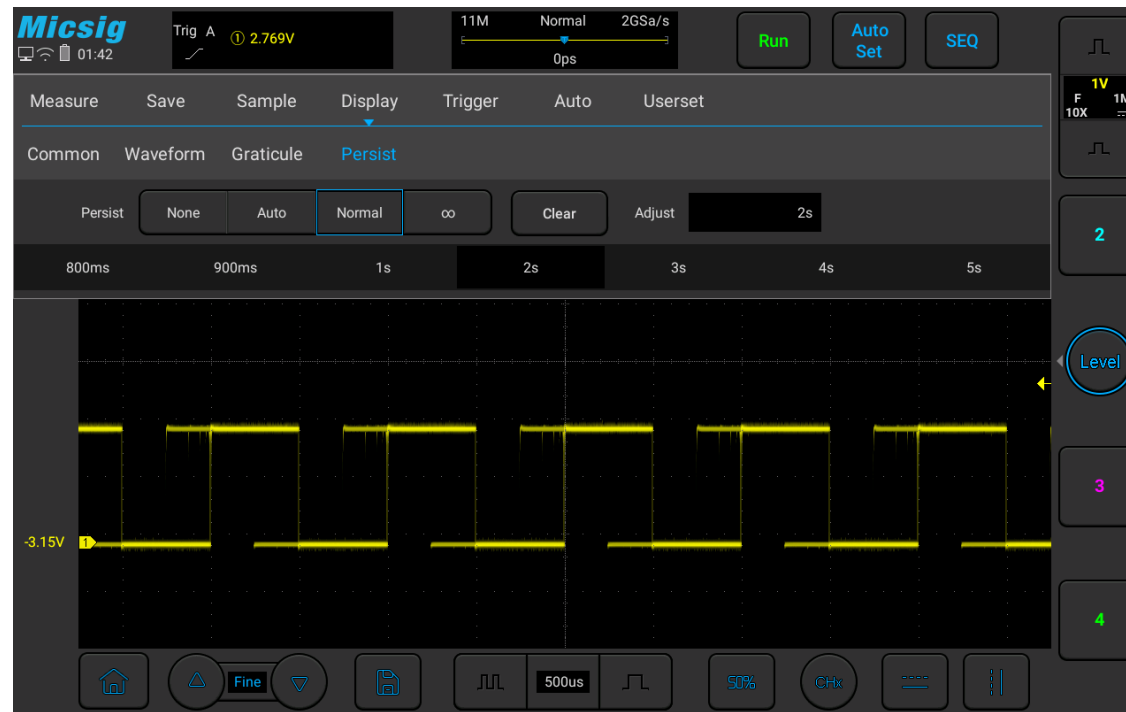 Micsig
01:42
Trig A ① 2.769V
11M Normal 2GSa/s
0ps
Run
Auto
Set
SEQ
1V
F
10X
Measure Save Sample Display Trigger Auto Userset
Common Waveform Graticule Persist
Persist None Auto Normal ∞ Clear Adjust 2s
800ms 900ms 1s 2s 3s 4s 5s
2
Level
3
-3.15V 1
4
Fine
500us
50%
CHx